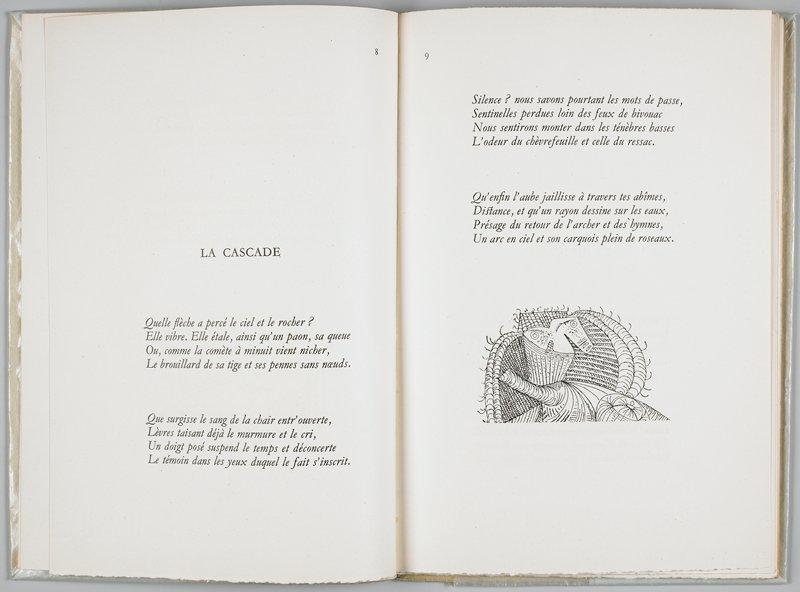 8
LA CASCADE
Quelle flèche a percé le ciel et le rocher ?
Elle vibre. Elle étale, ainsi qu'un paon, sa queue
Ou, comme la comète à minuit vient nicher,
Le brouillard de sa tige et ses pennes sans nœuds.
Que surgisse le sang de la chair entr'ouverte,
Lèvres taisant déjà le murmure et le cri,
Un doigt posé suspend le temps et déconcerte
Le témoin dans les yeux duquel le fait s'inscrit.
9
Silence ? nous savons pourtant les mots de passe,
Sentinelles perdues loin des feux de bivouac
Nous sentirons monter dans les ténèbres basses
L'odeur du chèvrefeuille et celle du ressac.
Qu'enfin l'aube jaillisse à travers tes abîmes,
Distance, et qu'un rayon dessine sur les eaux,
Présage du retour de l'archer et des hymnes,
Un arc en ciel et son carquois plein de roseaux.